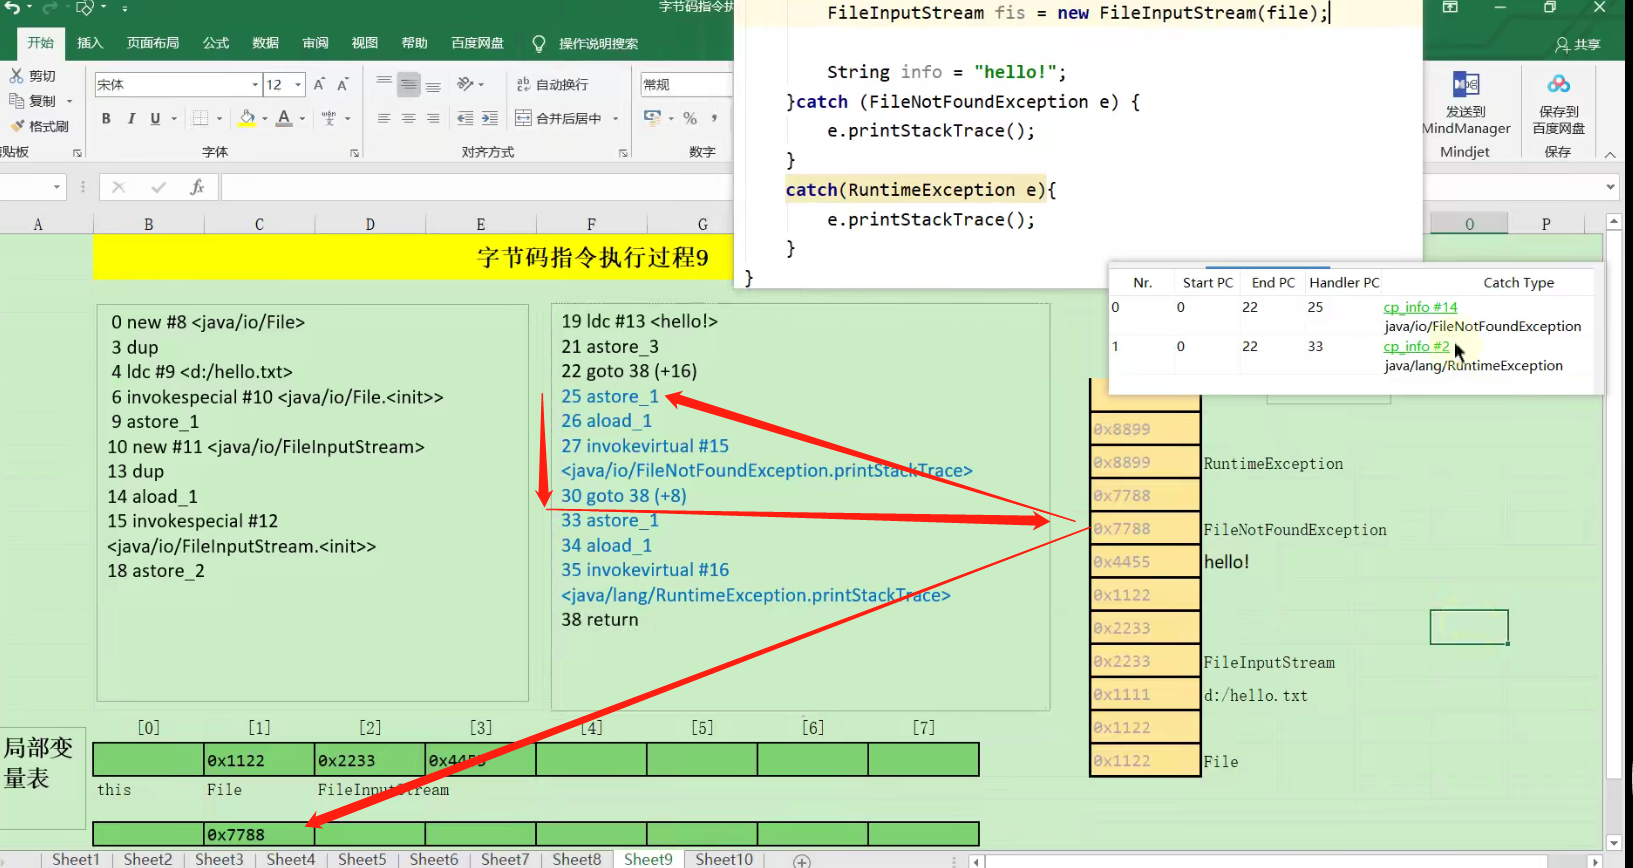 字节码指令执
FileInputStream fis = new FileInputStream(file);
开始 插入 页面布局 公式 数据 审阅 视图 帮助 百度网盘 操作说明搜索
共享
String info = "hello!";
}catch (FileNotFoundException e) {
e.printStackTrace();
}
catch(RuntimeException e){
e.printStackTrace();
}
}
剪切
复制
格式刷
贴板
宋体 12
B I U
字体
ab 自动换行
合并后居中
对齐方式
常规
%
数字
发送到
MindManager
Mindjet
保存到
百度网盘
保存
fx
A B C D E F G O P
字节码指令执行过程9
Nr. Start PC End PC Handler PC Catch Type
0 0 22 25 cp_info #14
java/io/FileNotFoundException
1 0 22 33 cp_info #2
java/lang/RuntimeException
0 new #8 <java/io/File>
3 dup
4 ldc #9 <d:/hello.txt>
6 invokespecial #10 <java/io/File.<init>>
9 astore_1
10 new #11 <java/io/FileInputStream>
13 dup
14 aload_1
15 invokespecial #12
<java/io/FileInputStream.<init>>
18 astore_2
19 ldc #13 <hello!>
21 astore_3
22 goto 38 (+16)
25 astore_1
26 aload_1
27 invokevirtual #15
<java/io/FileNotFoundException.printStackTrace>
30 goto 38 (+8)
33 astore_1
34 aload_1
35 invokevirtual #16
<java/lang/RuntimeException.printStackTrace>
38 return
0x8899
0x8899 RuntimeException
0x7788
0x7788 FileNotFoundException
0x4455 hello!
0x1122
0x2233
0x2233 FileInputStream
0x1111 d:/hello.txt
0x1122
0x1122 File
[0] [1] [2] [3] [4] [5] [6] [7]
局部变
量表
0x1122 0x2233 0x4455
this File FileInputStream
0x7788
Sheet1 Sheet2 Sheet3 Sheet4 Sheet5 Sheet6 Sheet7 Sheet8 Sheet9 Sheet10